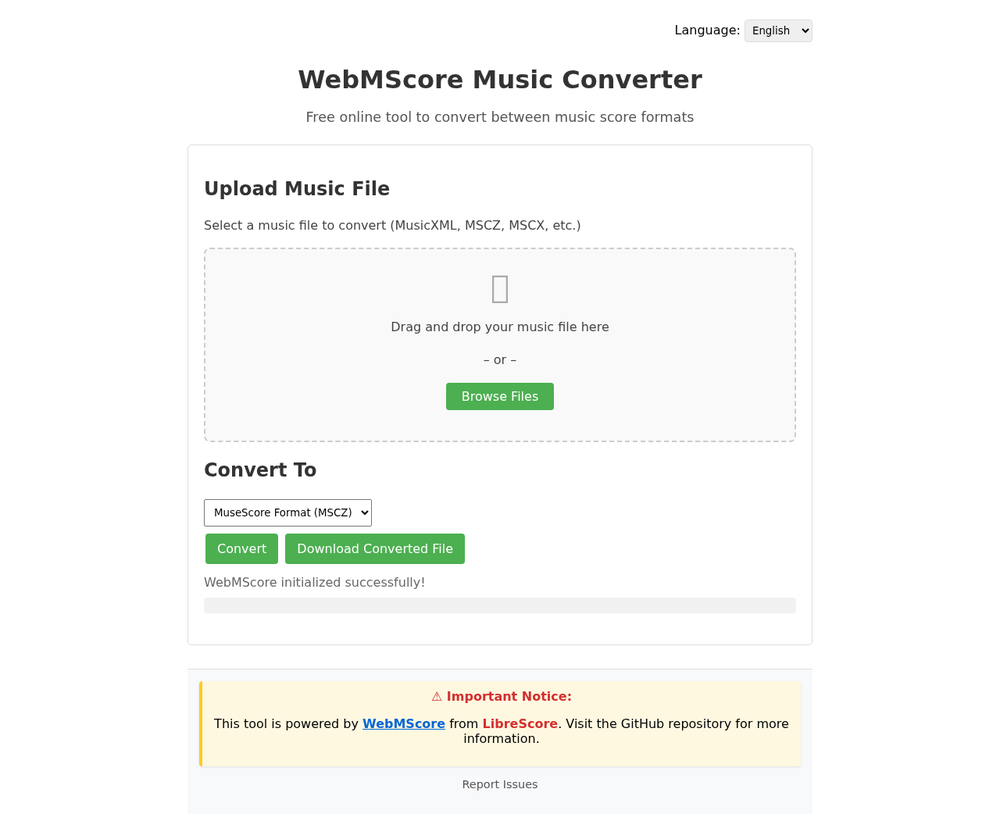 Language: English
WebMScore Music Converter
Free online tool to convert between music score formats
Upload Music File
Select a music file to convert (MusicXML, MSCZ, MSCX, etc.)
Drag and drop your music file here
– or –
Browse Files
Convert To
MuseScore Format (MSCZ)
Convert Download Converted File
WebMScore initialized successfully!
⚠ Important Notice:
This tool is powered by WebMScore from LibreScore. Visit the GitHub repository for more
information.
Report Issues